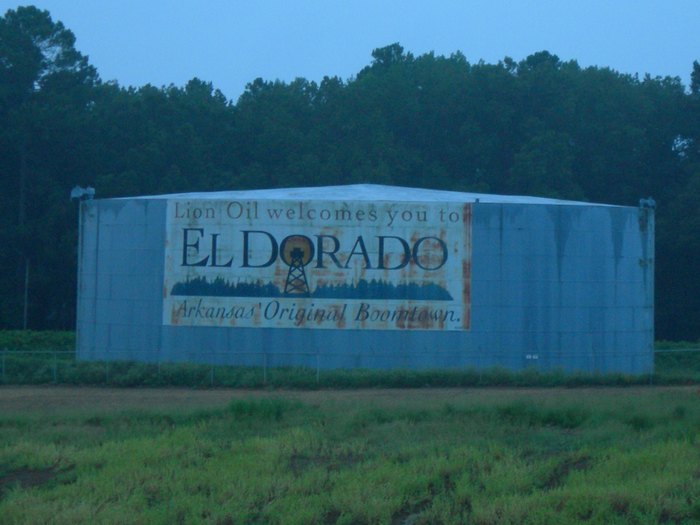 Lion Oil welcomes you to
EL DORADO
Arkansas' Original Boomtown.